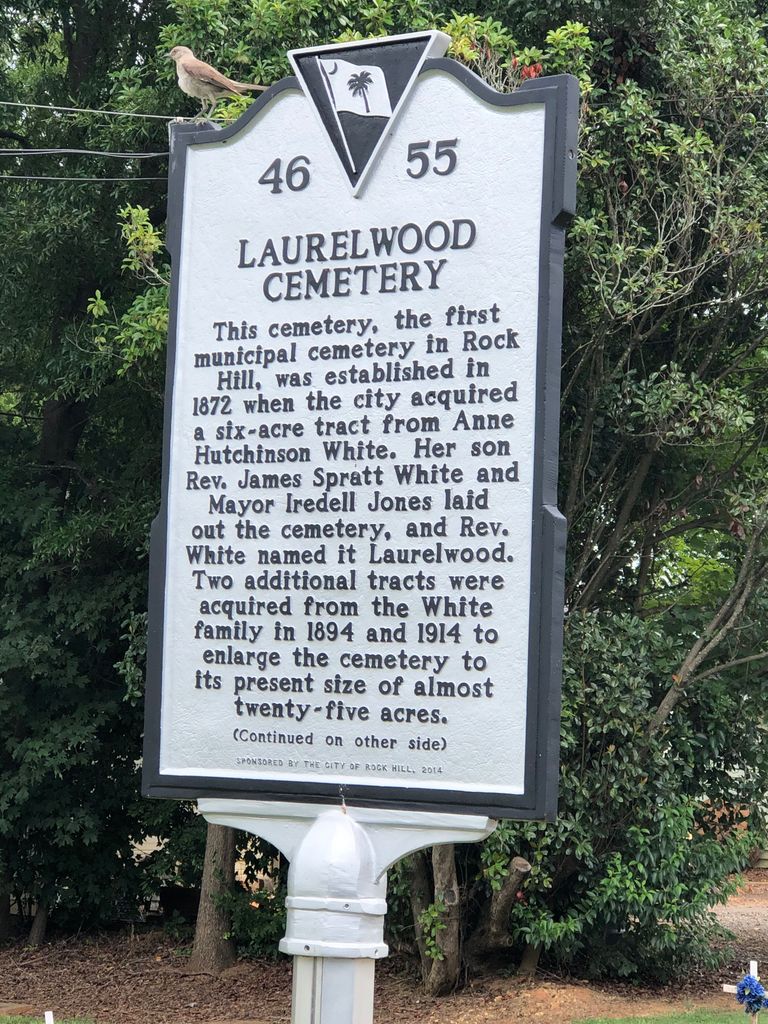 46 55
LAURELWOOD
CEMETERY
This cemetery, the first
municipal cemetery in Rock
Hill, was established in
1872 when the city acquired
a six-acre tract from Anne
Hutchinson White. Her son
Rev. James Spratt White and
Mayor Iredell Jones laid
out the cemetery, and Rev.
White named it Laurelwood.
Two additional tracts were
acquired from the White
family in 1894 and 1914 to
enlarge the cemetery to
its present size of almost
twenty-five acres.
(Continued on other side)
SPONSORED BY THE CITY OF ROCK HILL, 2014